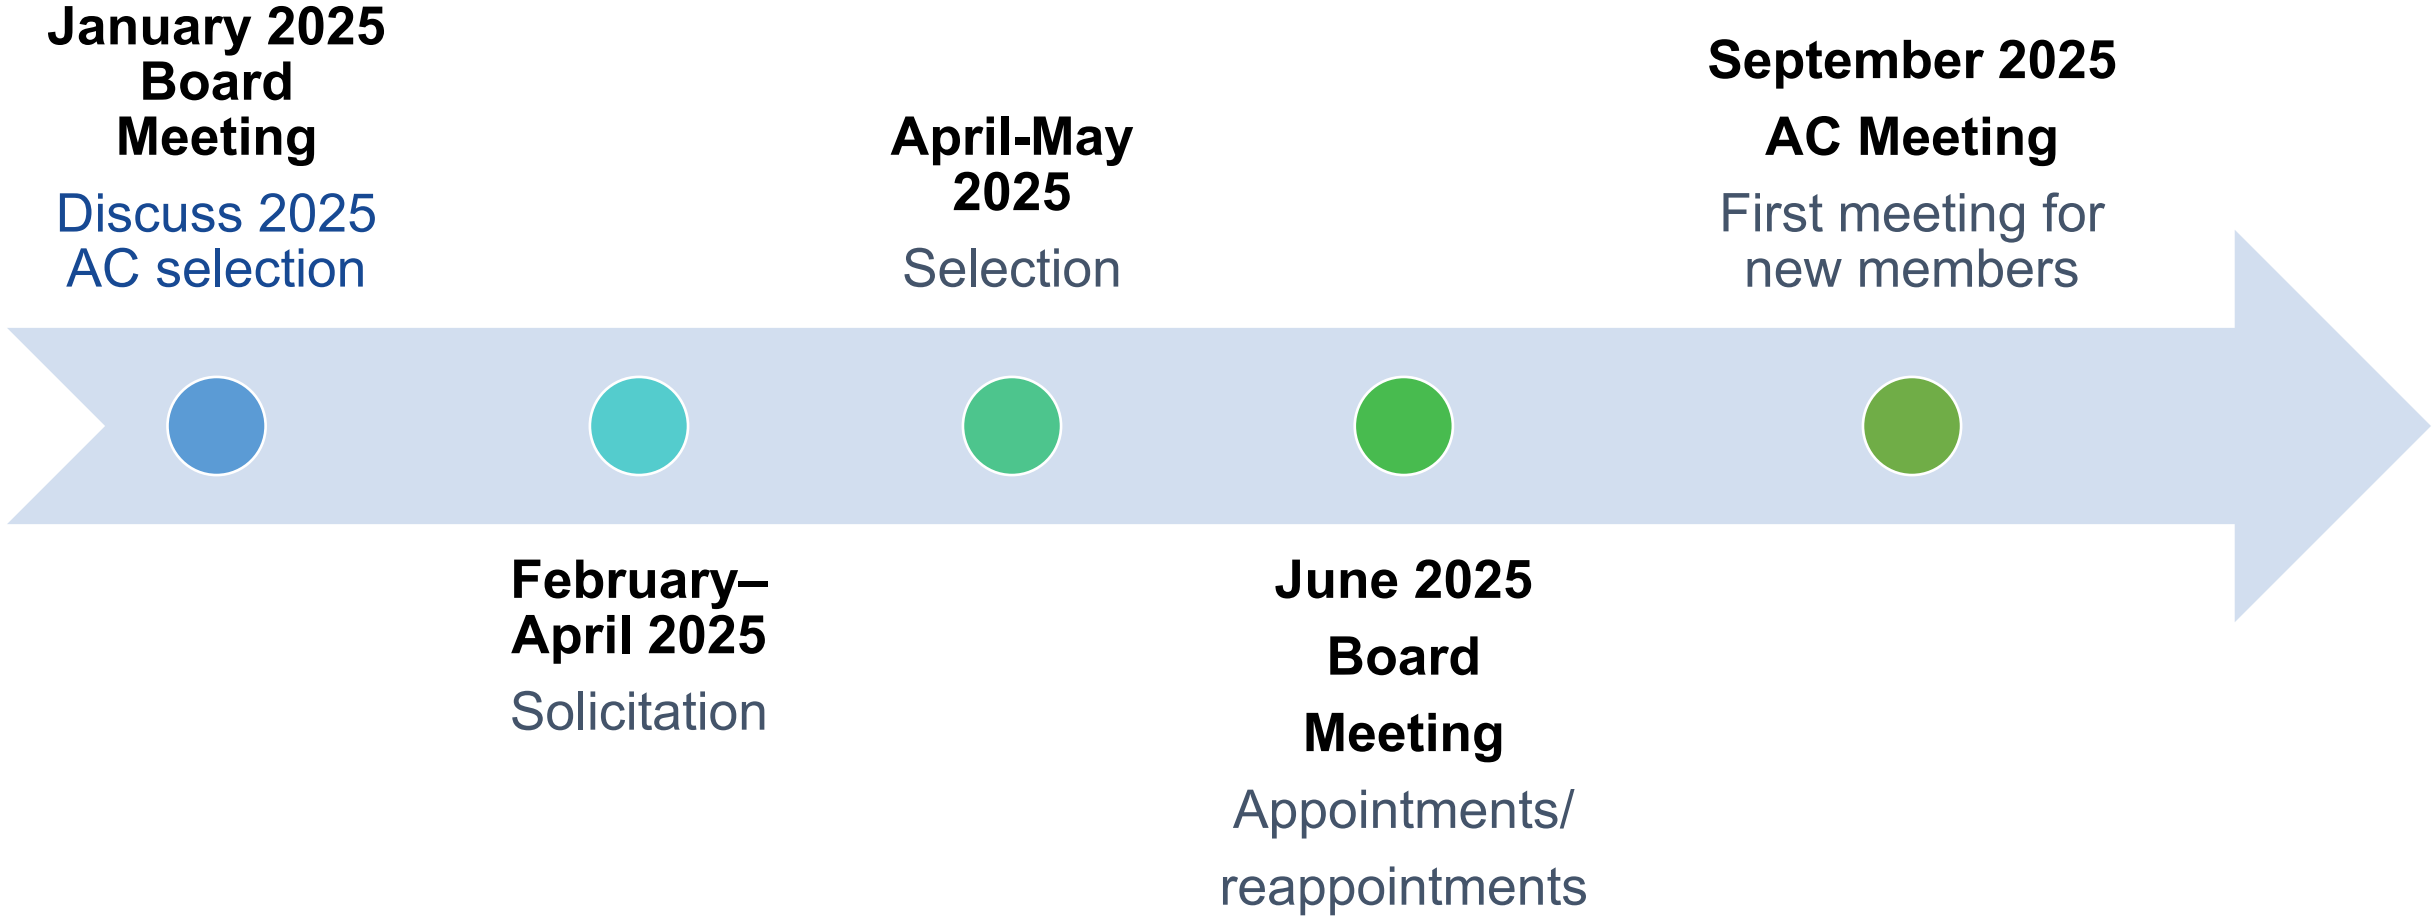 January 2025
Board
Meeting
Discuss 2025
AC selection
February–
April 2025
Solicitation
April-May
2025
Selection
June 2025
Board
Meeting
Appointments/
reappointments
September 2025
AC Meeting
First meeting for
new members